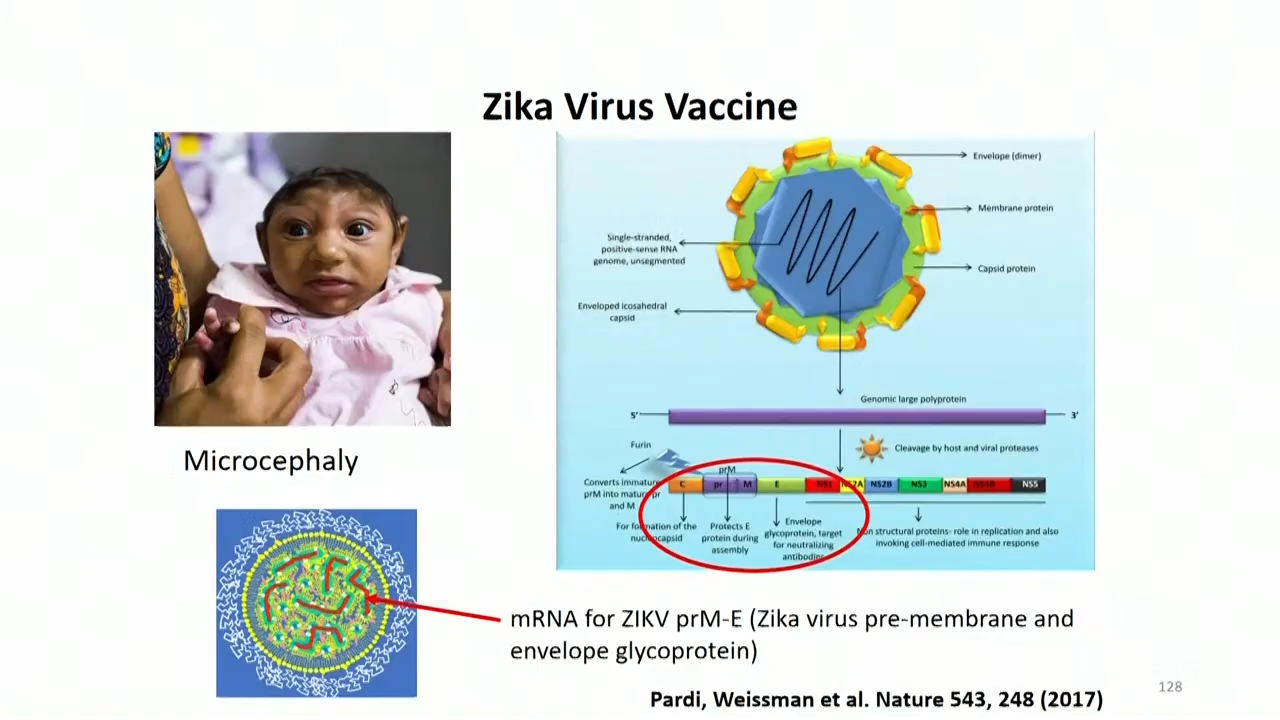 Zika Virus Vaccine
Envelope (dimer)
Membrane protein
Single-stranded,
positive-sense RNA
genome, unsegmented
Capsid protein
Enveloped icosahedral
capsid
Genomic large polyprotein
5'
3'
Furin
Cleavage by host and viral proteases
Converts immature
prM into mature pr
and M
prM
C
pr
M
E
NS1
NS2A
NS2B
NS3
NS4A
NS4B
NS5
For formation of the
nucleocapsid
Protects E
protein during
assembly
Envelope
glycoprotein, target
for neutralizing
antibodies
Non structural proteins- role in replication and also
invoking cell-mediated immune response
Microcephaly
mRNA for ZIKV prM-E (Zika virus pre-membrane and
envelope glycoprotein)
Pardi, Weissman et al. Nature 543, 248 (2017)
128